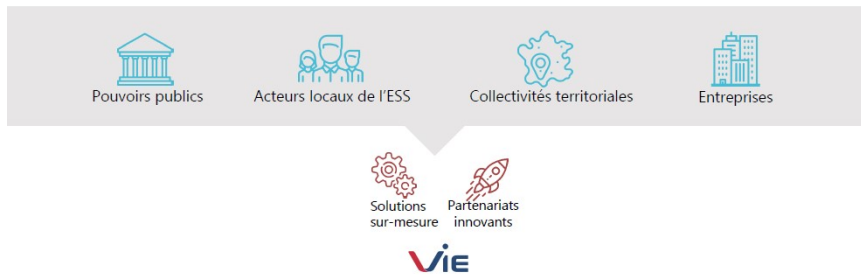 Pouvoirs publics
Acteurs locaux de l'ESS
Collectivités territoriales
Entreprises
Solutions
sur-mesure
Partenariats
innovants
VIE